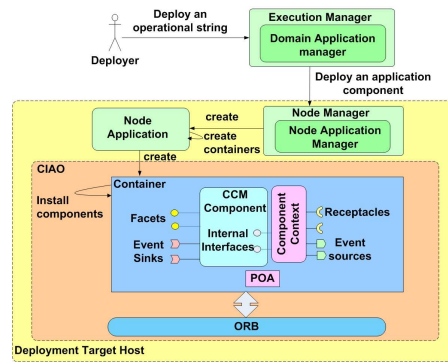 Deploy an
operational string
Deployer
Execution Manager
Domain Application
manager
Deploy an application
component
Node
Application
create
create
containers
Node Manager
Node Application
Manager
create
CIAO
Container
Install
components
Facets
Event
Sinks
CCM
Component
Internal
Interfaces
Component
Context
Receptacles
Event
sources
POA
ORB
Deployment Target Host